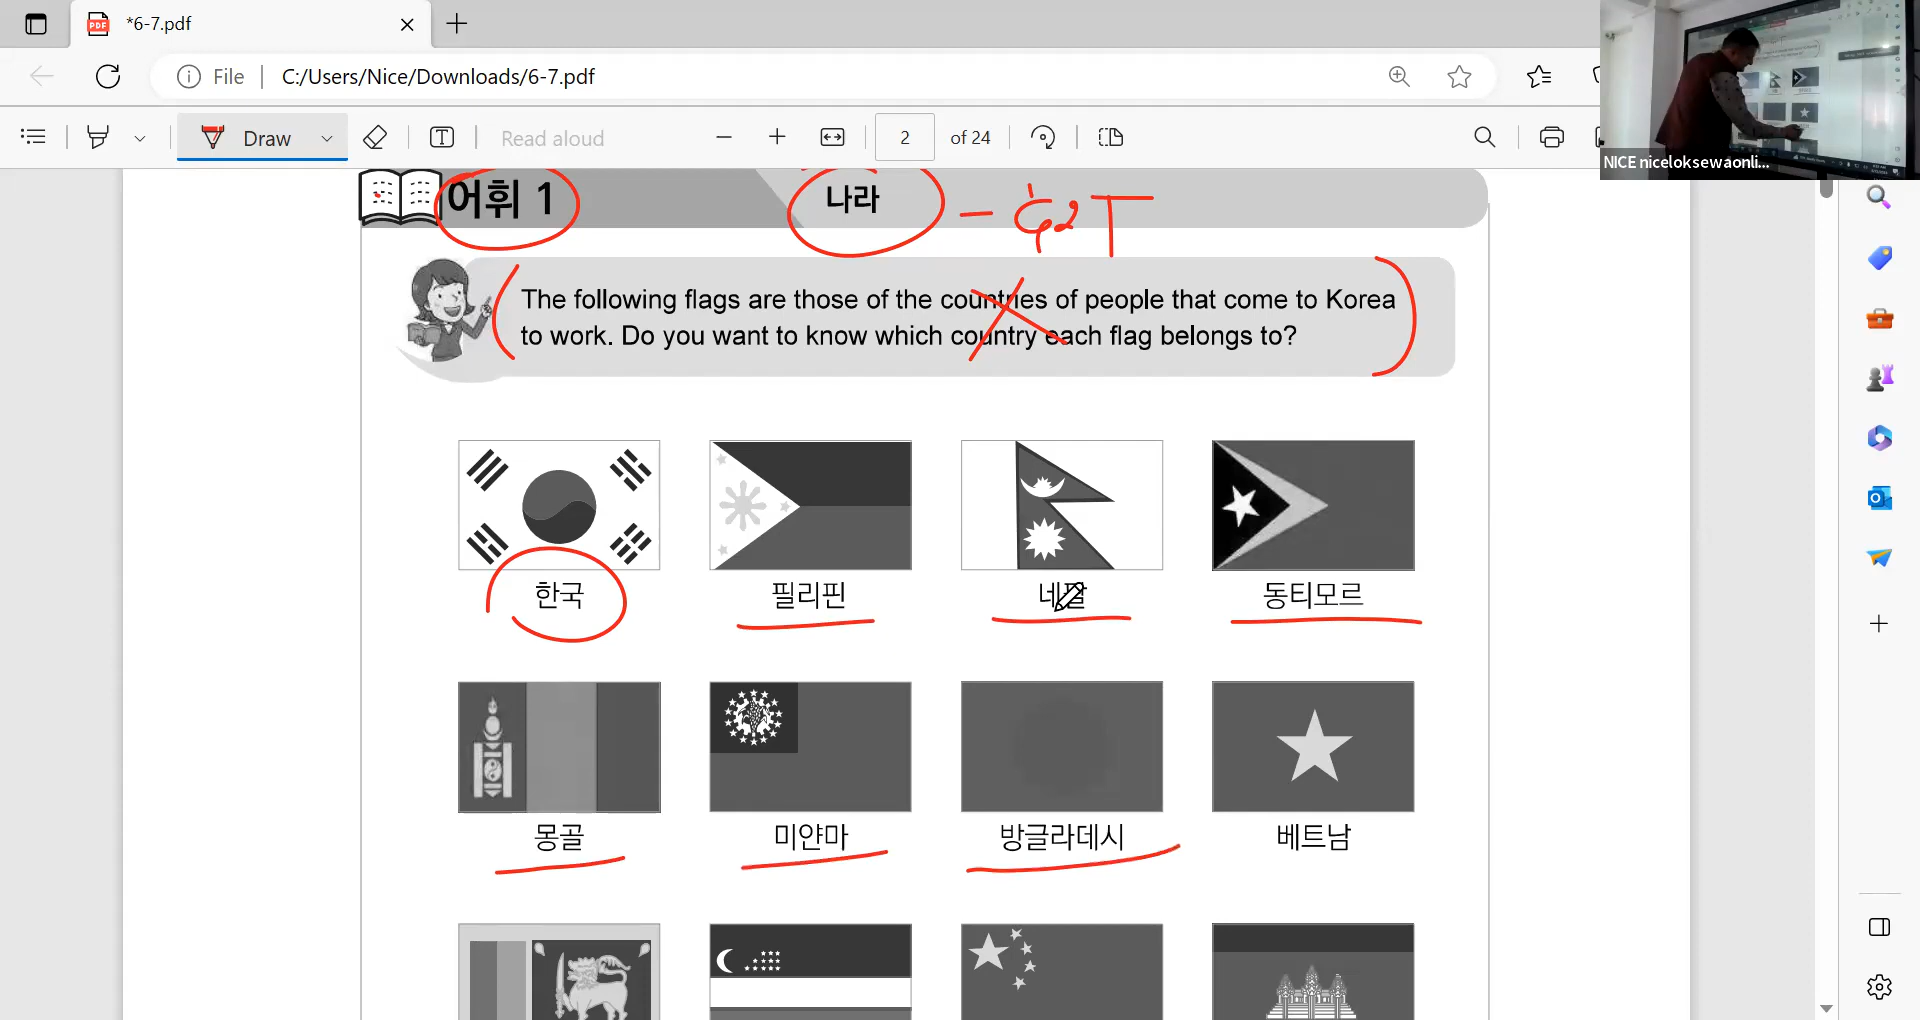 *6-7.pdf
File
C:/Users/Nice/Downloads/6-7.pdf
Draw
Read aloud
2
of 24
NICE niceloksewaonli...
어휘 1
나라
The following flags are those of the countries of people that come to Korea
to work. Do you want to know which country each flag belongs to?
한국
필리핀
네팔
동티모르
몽골
미얀마
방글라데시
베트남